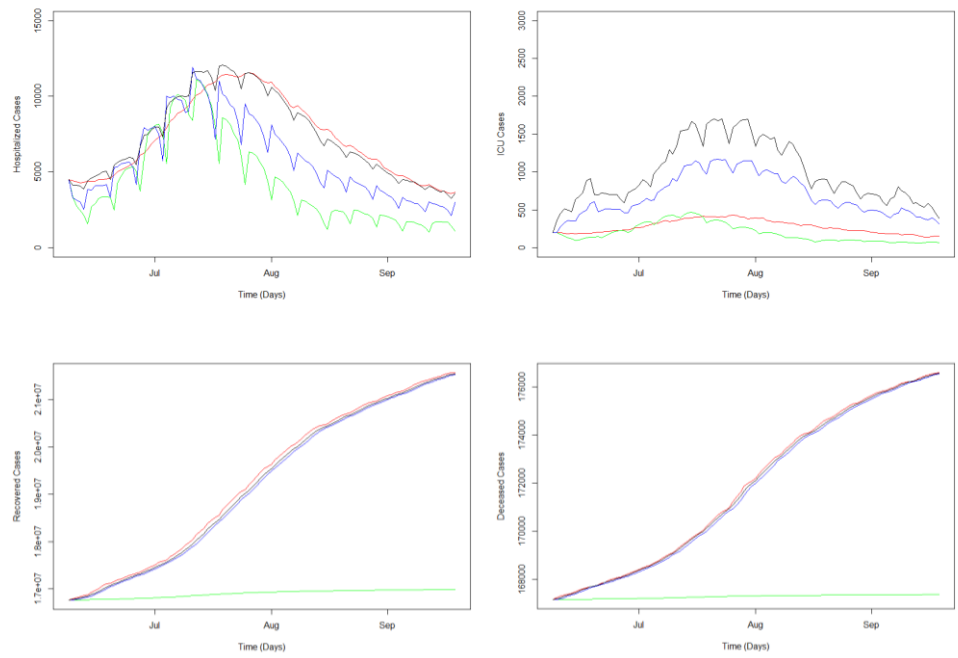 15000
10000
5000
0
Hospitalized Cases
Jul Aug Sep
Time (Days)
3000
2500
2000
1500
1000
500
0
ICU Cases
Jul Aug Sep
Time (Days)
2.1e+07
2.0e+07
1.9e+07
1.8e+07
1.7e+07
Recovered Cases
Jul Aug Sep
Time (Days)
176000
174000
172000
170000
168000
Deceased Cases
Jul Aug Sep
Time (Days)